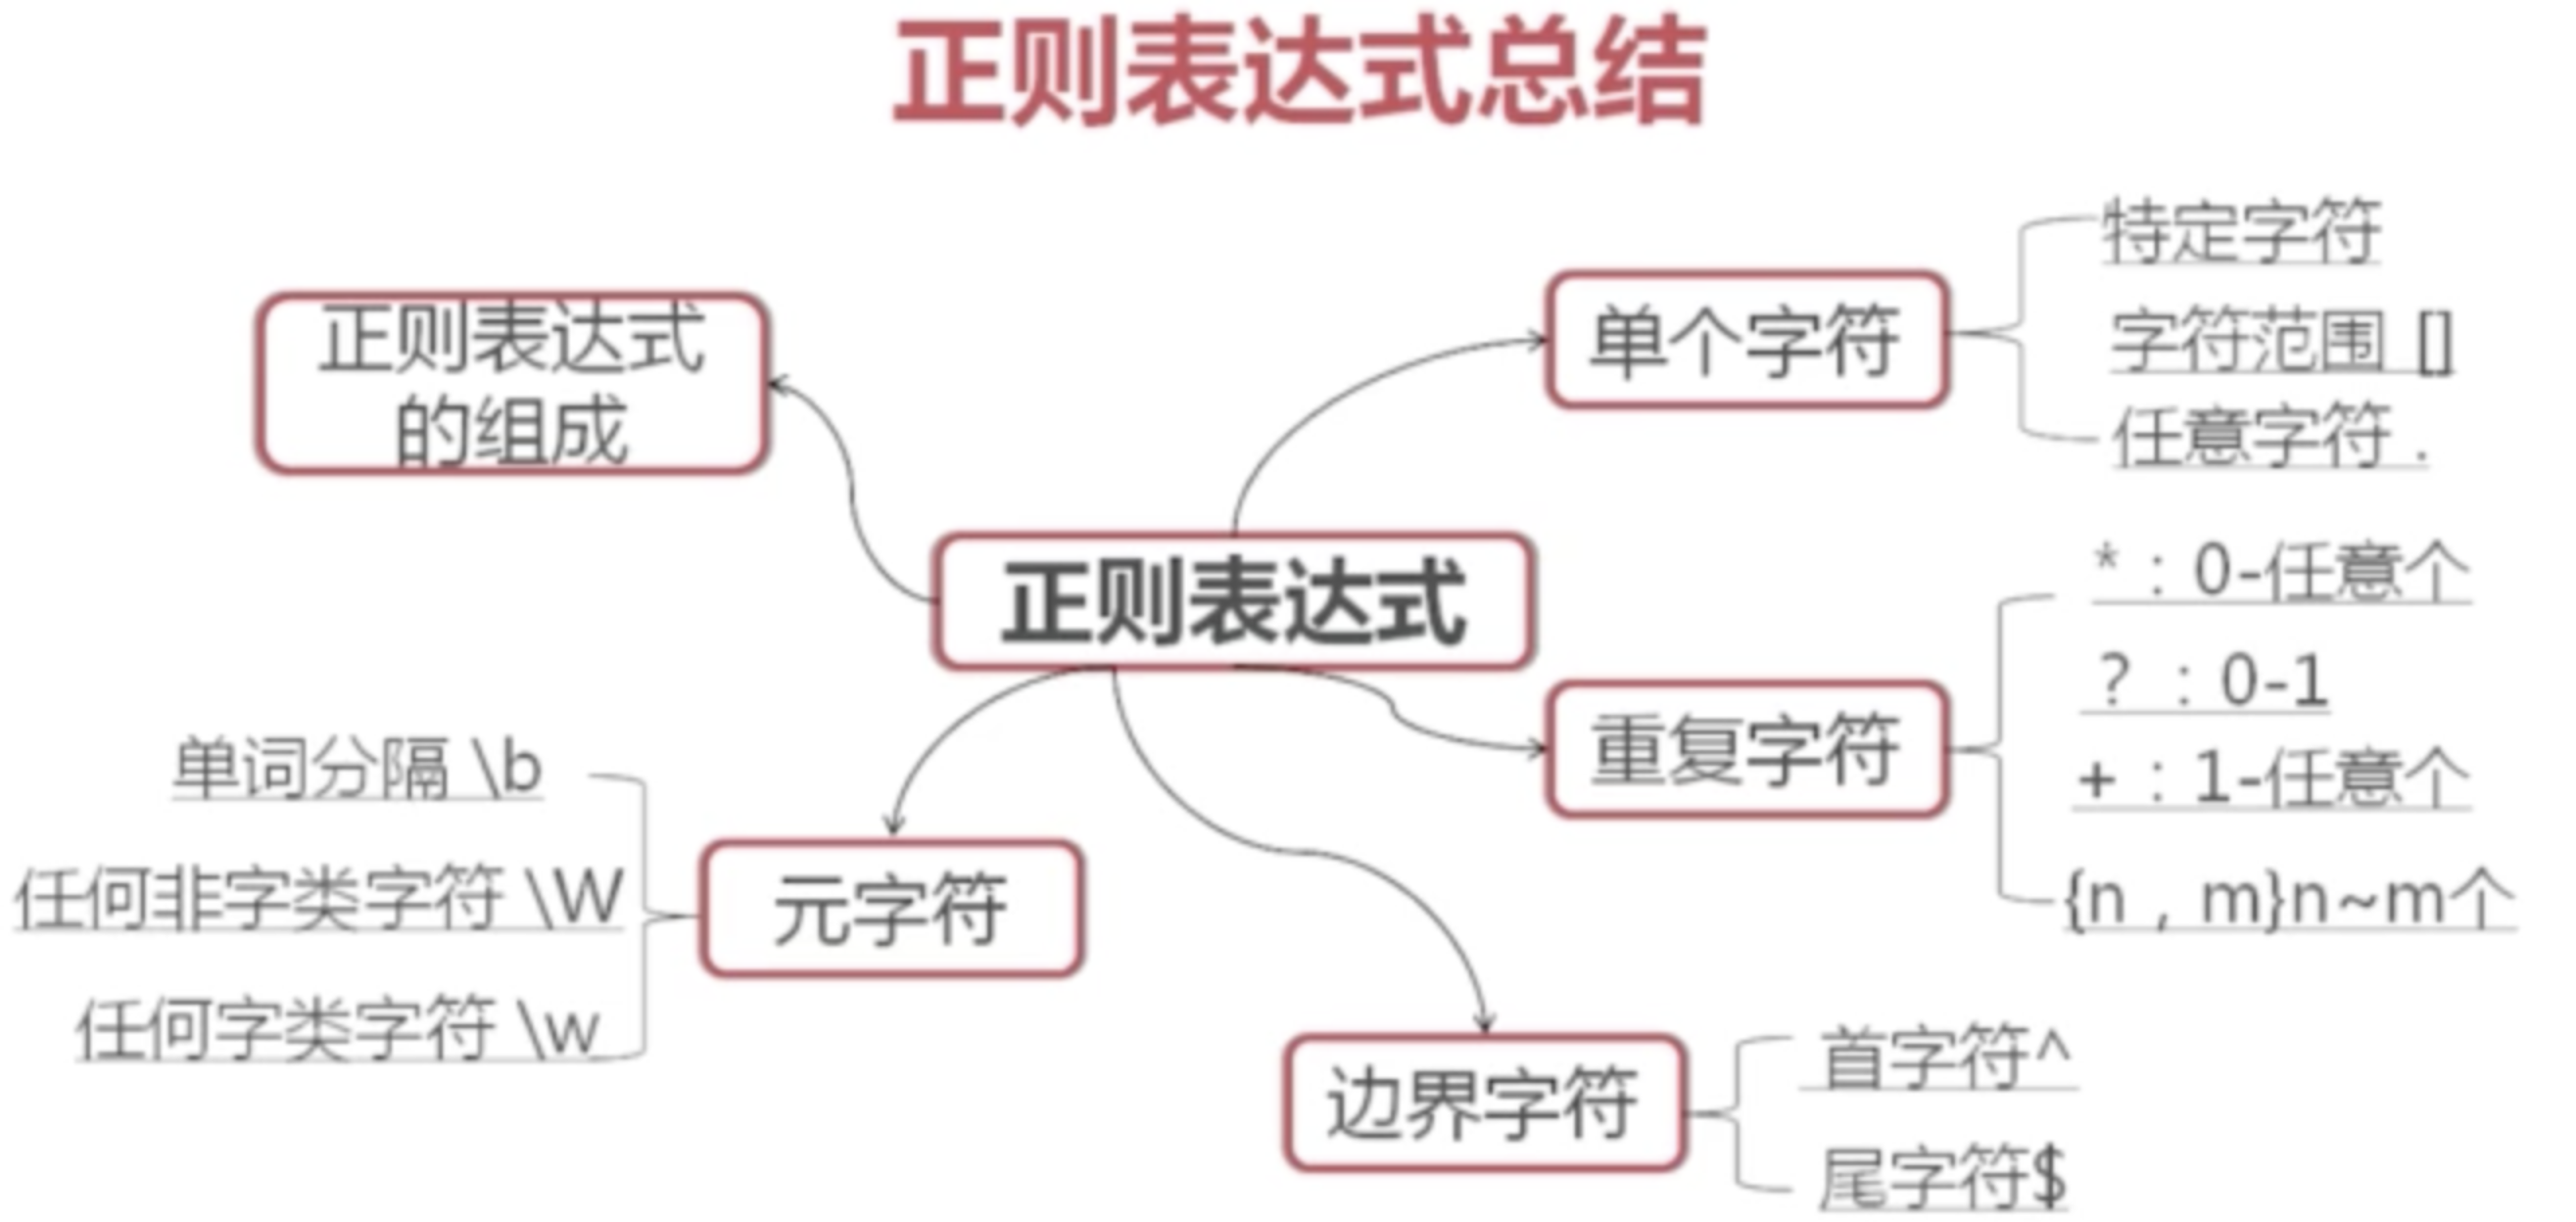 正则表达式总结
正则表达式
的组成
单个字符
特定字符
字符范围 []
任意字符 .
正则表达式
重复字符
* : 0-任意个
? : 0-1
+ : 1-任意个
{n , m}n~m个
元字符
单词分隔 \b
任何非字类字符 \W
任何字类字符 \w
边界字符
首字符^
尾字符$